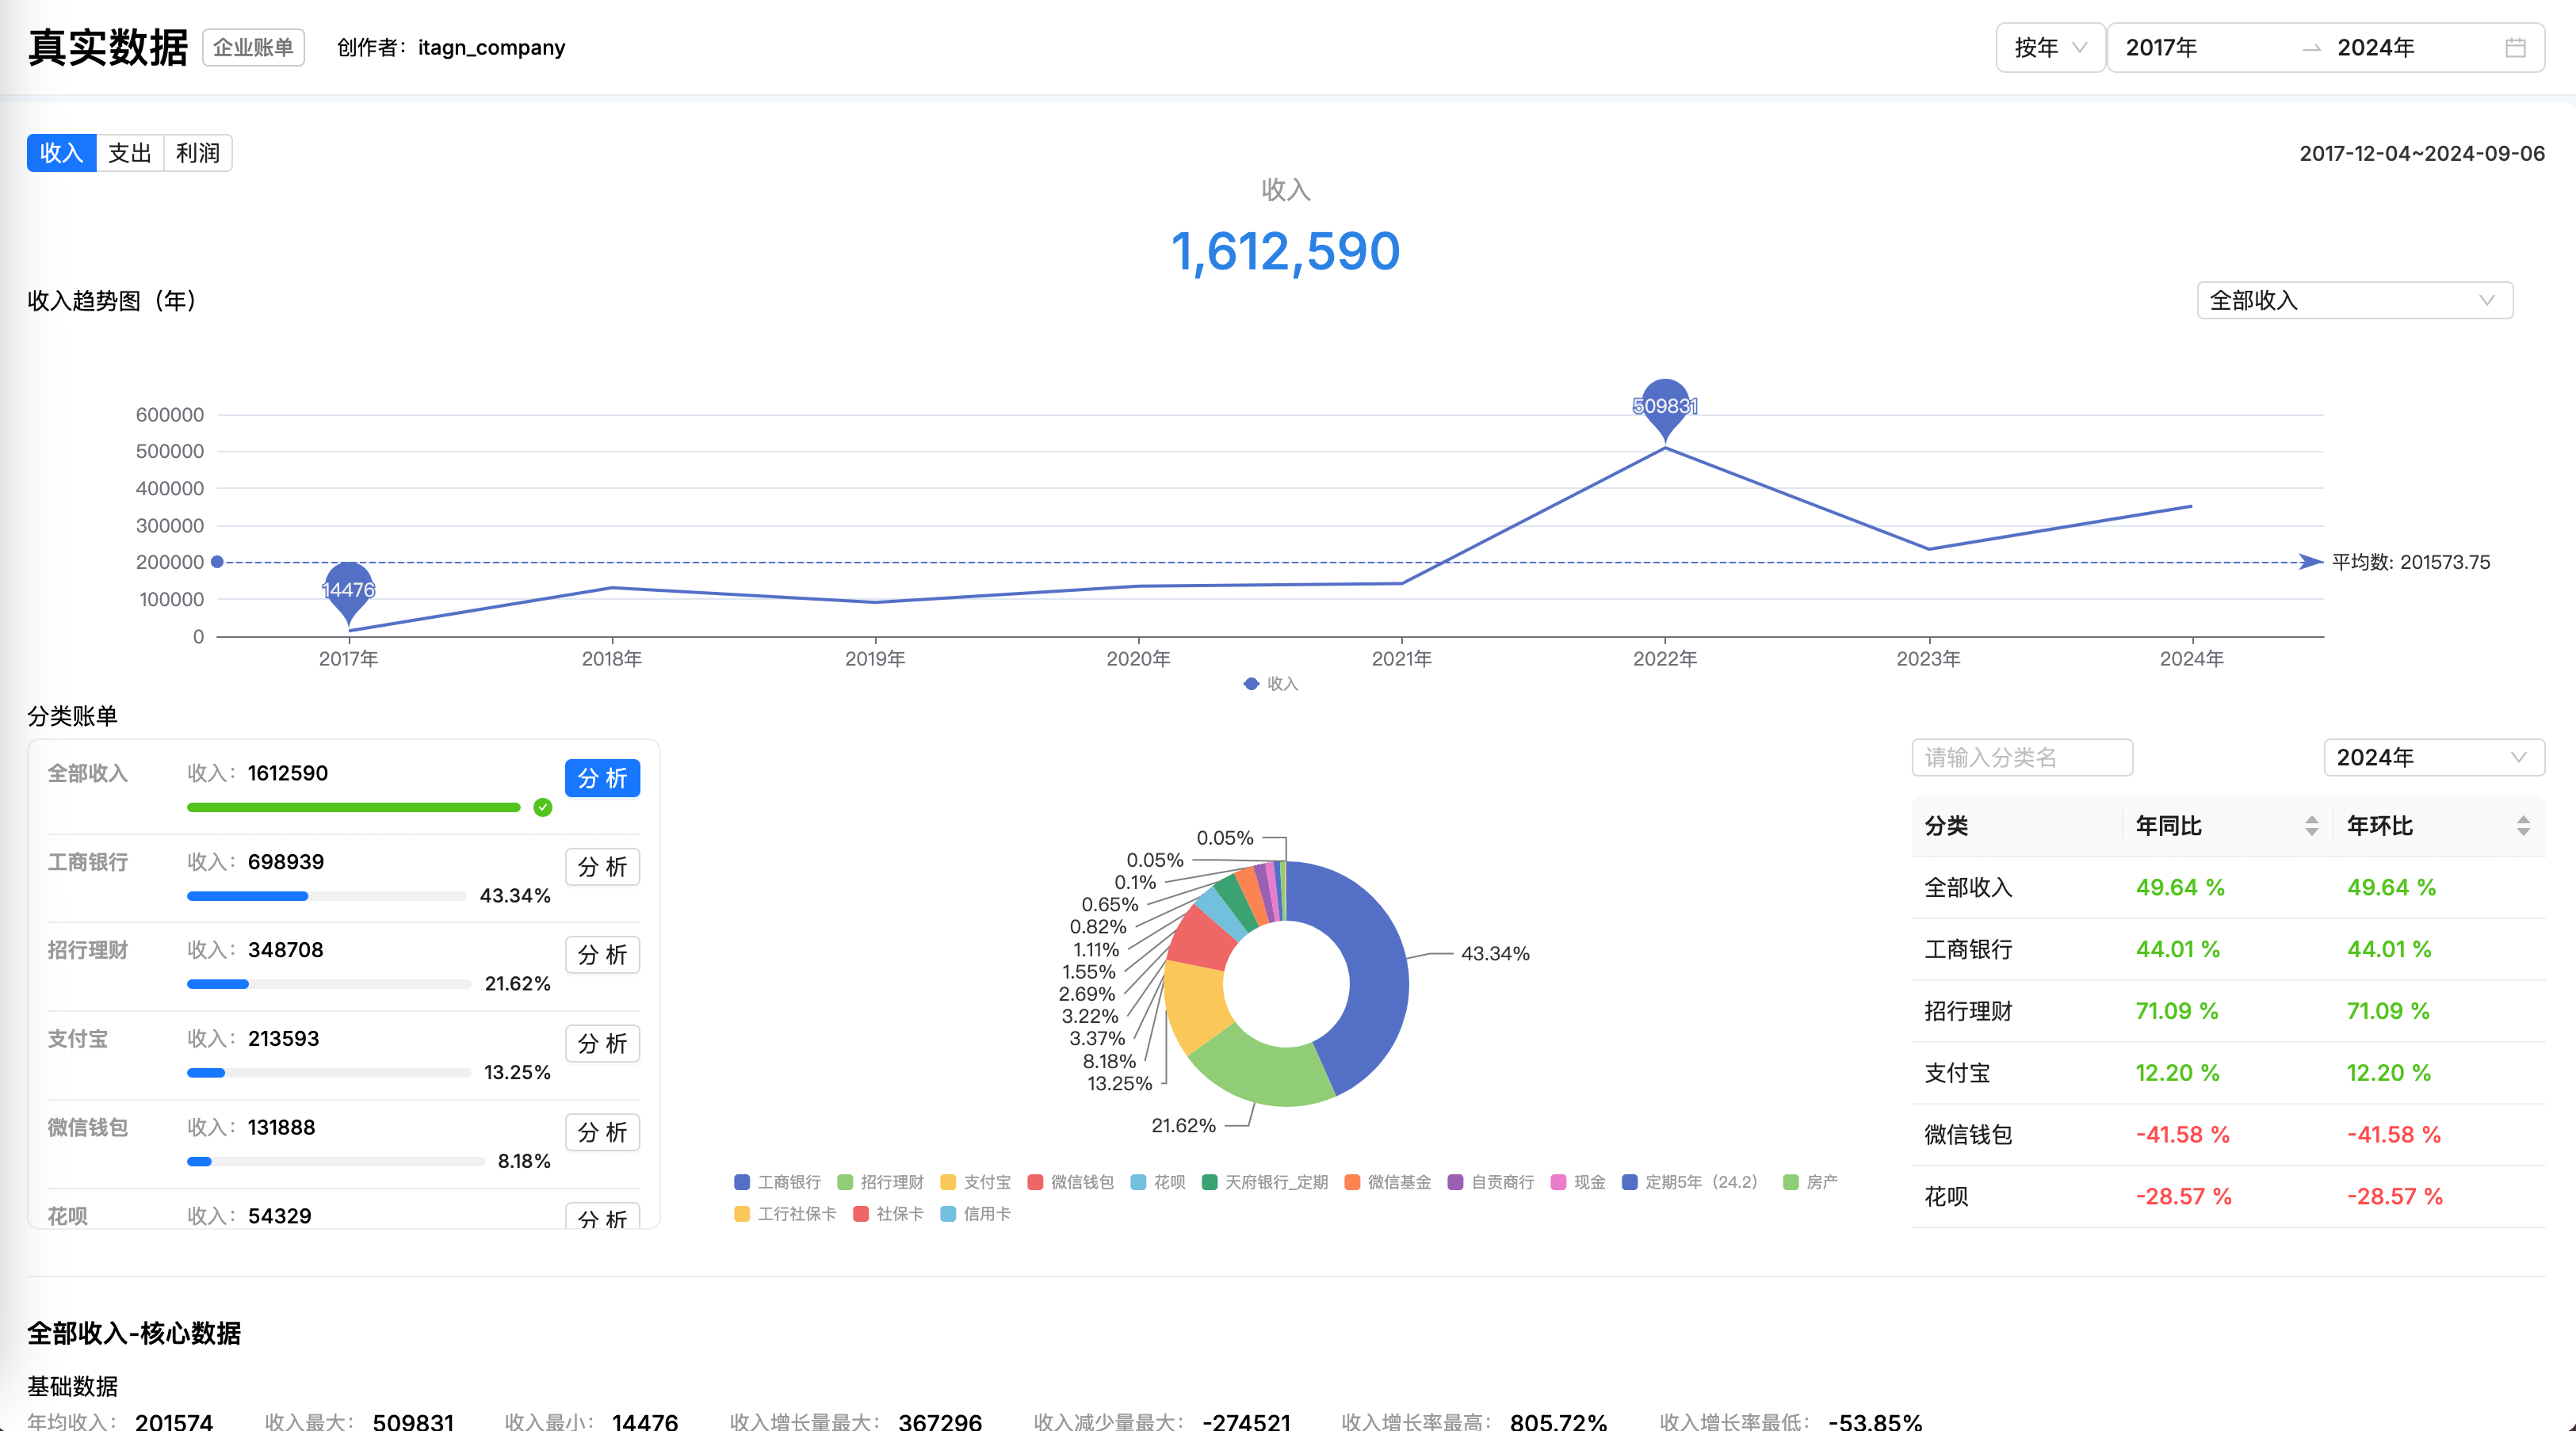 真实数据 企业账单 创作者：itagn_company 按年 2017年 2024年
收入 支出 利润 2017-12-04~2024-09-06
收入
1,612,590
收入趋势图（年） 全部收入
509831
600000
500000
400000
300000
200000
平均数: 201573.75
14476
100000
0
2017年 2018年 2019年 2020年 2021年 2022年 2023年 2024年
收入
分类账单
全部收入 收入：1612590 分 析
工商银行 收入：698939 分 析
43.34%
招行理财 收入：348708 分 析
21.62%
支付宝 收入：213593 分 析
13.25%
微信钱包 收入：131888 分 析
8.18%
花呗 收入：54329 分 析
0.05%
0.05%
0.1%
0.65%
0.82%
1.11%
1.55%
2.69%
3.22%
3.37%
8.18%
13.25%
21.62%
43.34%
工商银行 招行理财 支付宝 微信钱包 花呗 天府银行_定期 微信基金 自贡商行 现金 定期5年（24.2） 房产
工行社保卡 社保卡 信用卡
请输入分类名 2024年
分类 年同比 年环比
全部收入 49.64 % 49.64 %
工商银行 44.01 % 44.01 %
招行理财 71.09 % 71.09 %
支付宝 12.20 % 12.20 %
微信钱包 -41.58 % -41.58 %
花呗 -28.57 % -28.57 %
全部收入-核心数据
基础数据
年均收入：201574 收入最大：509831 收入最小：14476 收入增长量最大：367296 收入减少量最大：-274521 收入增长率最高：805.72% 收入增长率最低：-53.85%